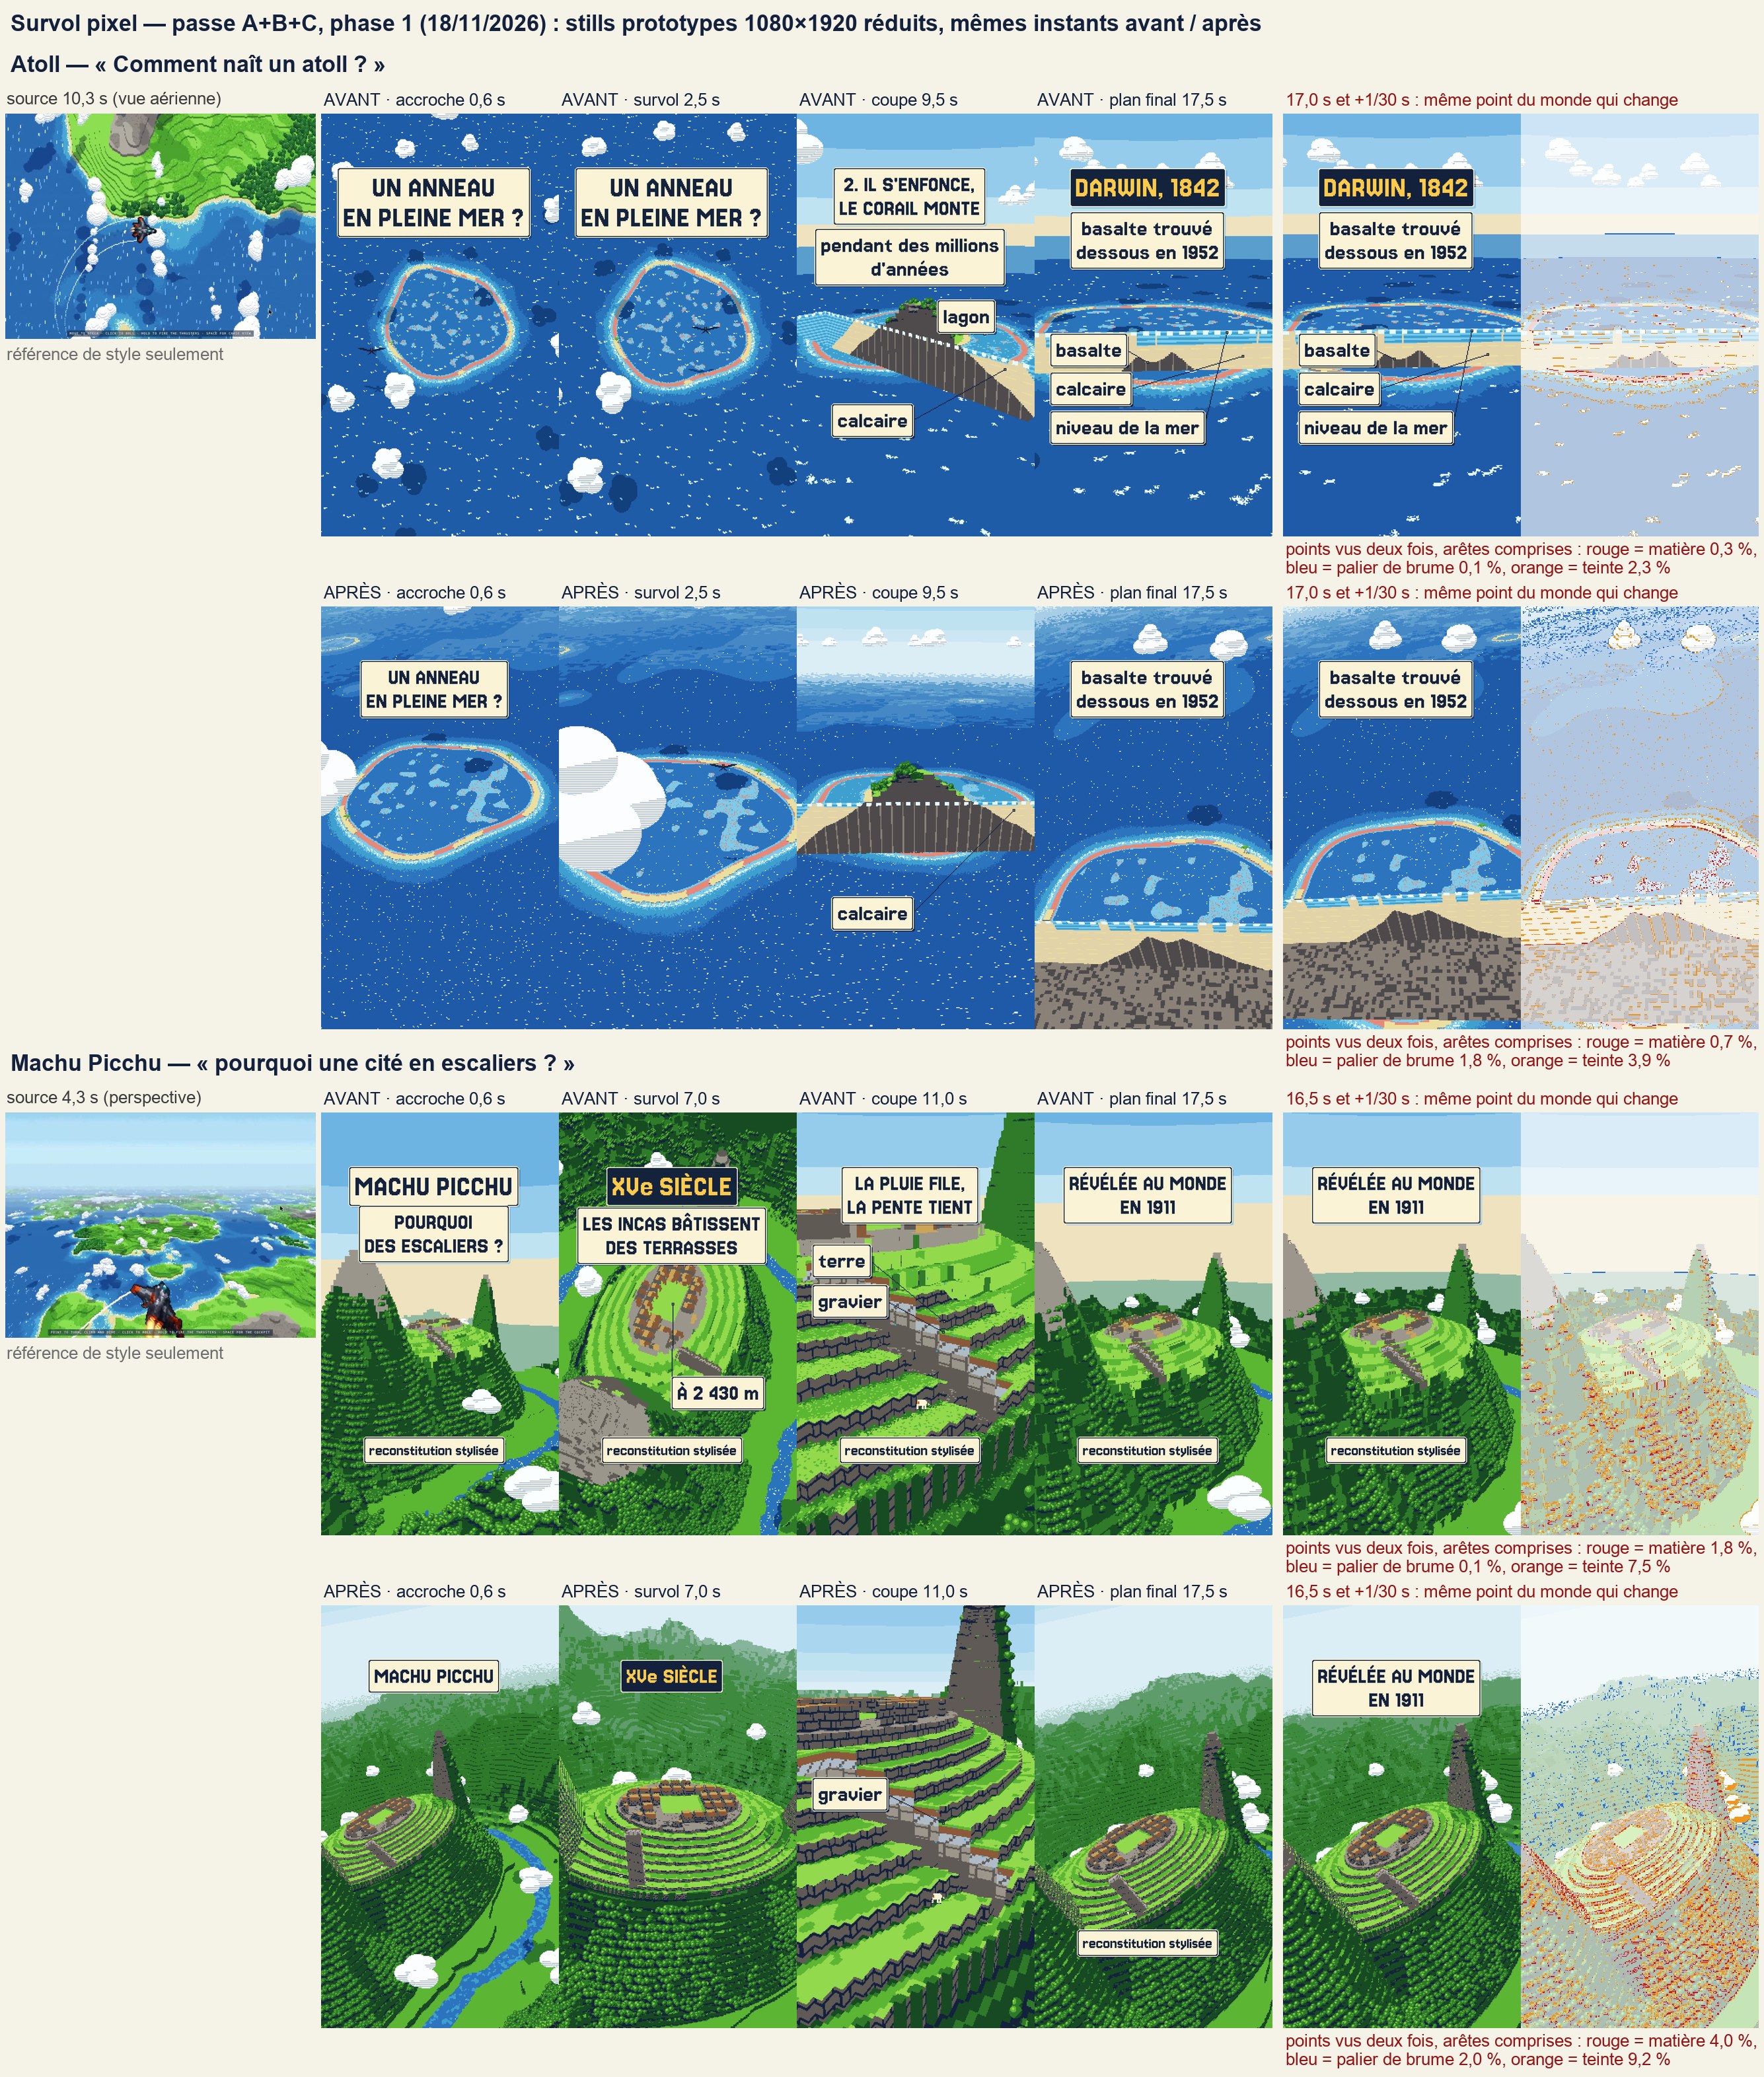 Survol pixel — passe A+B+C, phase 1 (18/11/2026) : stills prototypes 1080×1920 réduits, mêmes instants avant / après
Atoll — « Comment naît un atoll ? »
source 10,3 s (vue aérienne)
AVANT · accroche 0,6 s
AVANT · survol 2,5 s
AVANT · coupe 9,5 s
AVANT · plan final 17,5 s
17,0 s et +1/30 s : même point du monde qui change
référence de style seulement
UN ANNEAU
EN PLEINE MER ?
UN ANNEAU
EN PLEINE MER ?
2. IL S'ENFONCE,
LE CORAIL MONTE
pendant des millions
d'années
lagon
calcaire
DARWIN, 1842
basalte trouvé
dessous en 1952
basalte
calcaire
niveau de la mer
DARWIN, 1842
basalte trouvé
dessous en 1952
basalte
calcaire
niveau de la mer
points vus deux fois, arêtes comprises : rouge = matière 0,3 %,
bleu = palier de brume 0,1 %, orange = teinte 2,3 %
APRÈS · accroche 0,6 s
APRÈS · survol 2,5 s
APRÈS · coupe 9,5 s
APRÈS · plan final 17,5 s
17,0 s et +1/30 s : même point du monde qui change
UN ANNEAU
EN PLEINE MER ?
calcaire
basalte trouvé
dessous en 1952
basalte trouvé
dessous en 1952
points vus deux fois, arêtes comprises : rouge = matière 0,7 %,
bleu = palier de brume 1,8 %, orange = teinte 3,9 %
Machu Picchu — « pourquoi une cité en escaliers ? »
source 4,3 s (perspective)
AVANT · accroche 0,6 s
AVANT · survol 7,0 s
AVANT · coupe 11,0 s
AVANT · plan final 17,5 s
16,5 s et +1/30 s : même point du monde qui change
référence de style seulement
MACHU PICCHU
POURQUOI
DES ESCALIERS ?
reconstitution stylisée
XVe SIÈCLE
LES INCAS BÂTISSENT
DES TERRASSES
À 2 430 m
reconstitution stylisée
LA PLUIE FILE,
LA PENTE TIENT
terre
gravier
reconstitution stylisée
RÉVÉLÉE AU MONDE
EN 1911
reconstitution stylisée
RÉVÉLÉE AU MONDE
EN 1911
reconstitution stylisée
points vus deux fois, arêtes comprises : rouge = matière 1,8 %,
bleu = palier de brume 0,1 %, orange = teinte 7,5 %
APRÈS · accroche 0,6 s
APRÈS · survol 7,0 s
APRÈS · coupe 11,0 s
APRÈS · plan final 17,5 s
16,5 s et +1/30 s : même point du monde qui change
MACHU PICCHU
XVe SIÈCLE
gravier
reconstitution stylisée
RÉVÉLÉE AU MONDE
EN 1911
points vus deux fois, arêtes comprises : rouge = matière 4,0 %,
bleu = palier de brume 2,0 %, orange = teinte 9,2 %